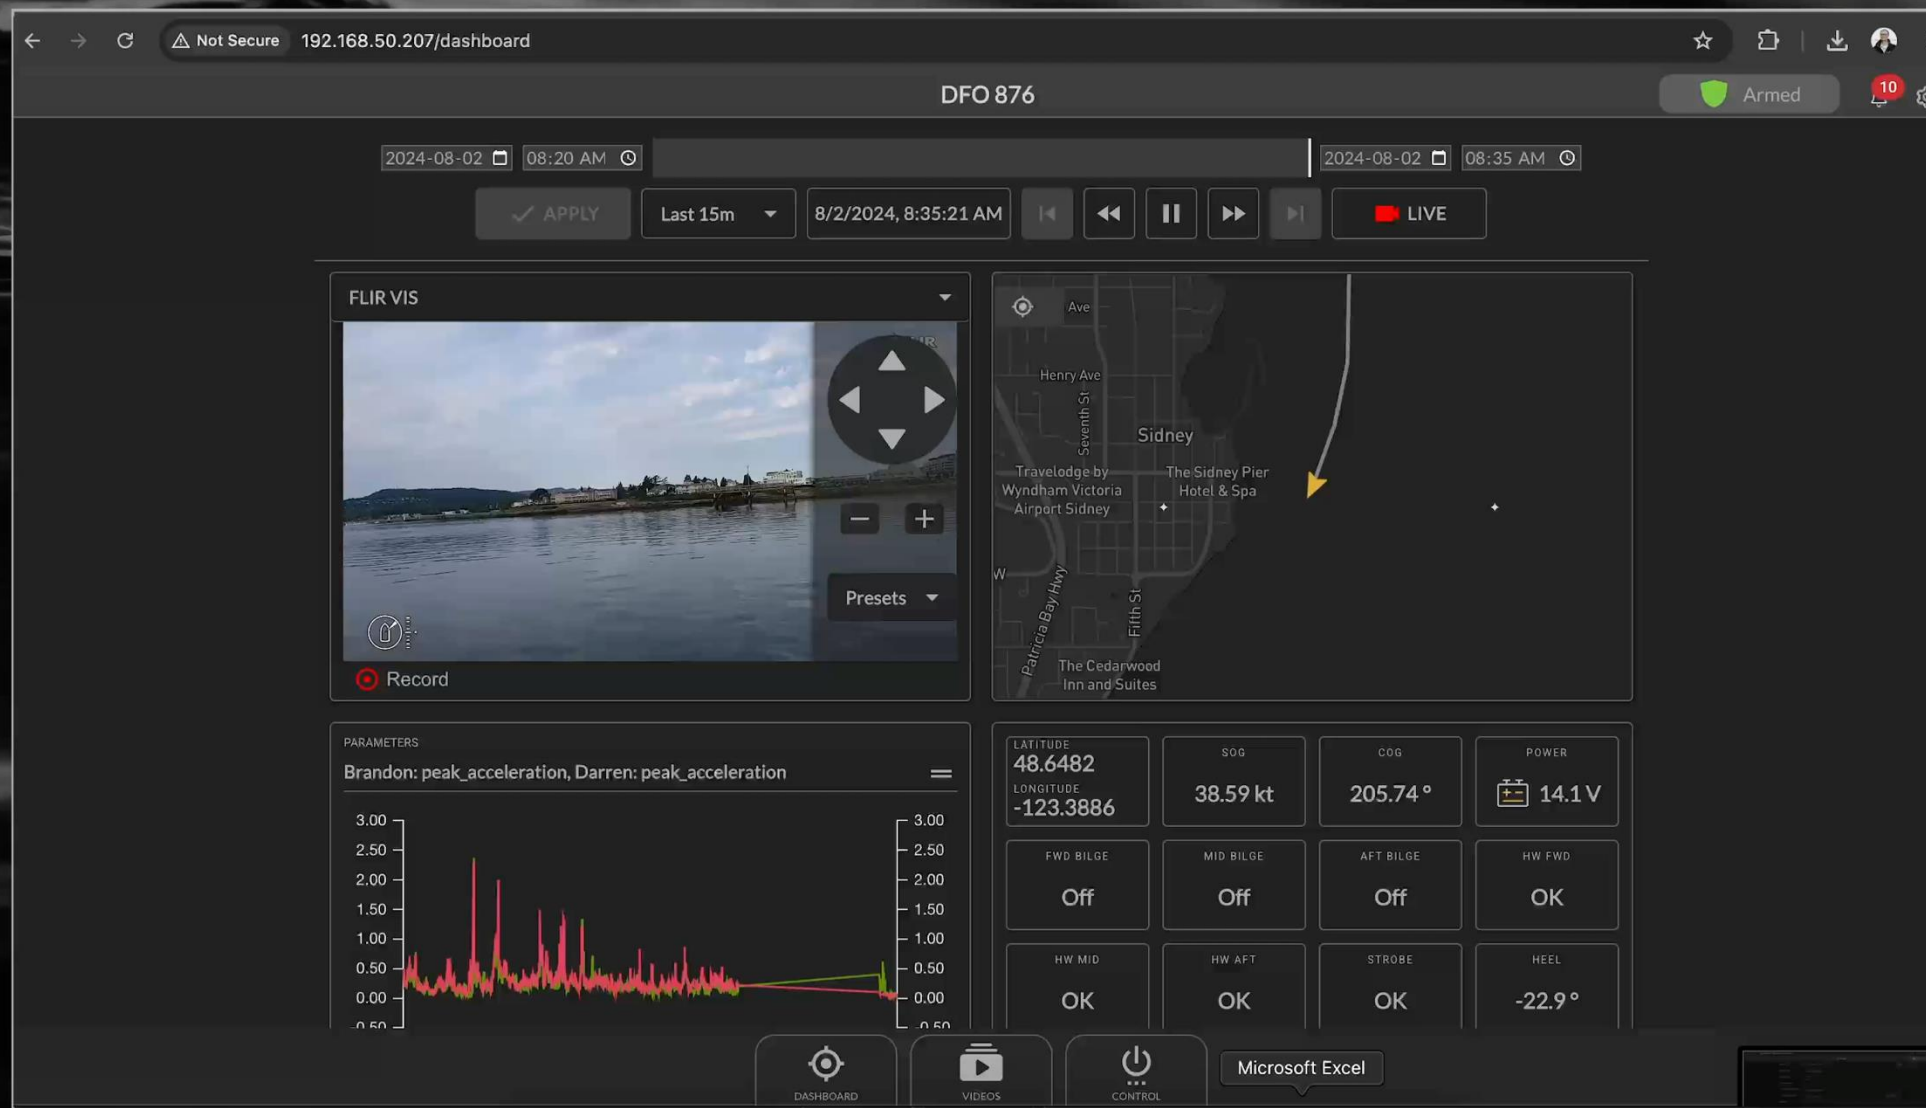 Not Secure
192.168.50.207/dashboard
DFO 876
Armed
10
2024-08-02
08:20 AM
2024-08-02
08:35 AM
APPLY
Last 15m
8/2/2024, 8:35:21 AM
LIVE
FLIR VIS
Presets
Record
Ave
Henry Ave
Seventh St
Sidney
Travelodge by
Wyndham Victoria
Airport Sidney
The Sidney Pier
Hotel & Spa
W
Patricia Bay Hwy
Fifth St
The Cedarwood
Inn and Suites
PARAMETERS
Brandon: peak_acceleration, Darren: peak_acceleration
3.00
2.50
2.00
1.50
1.00
0.50
0.00
-0.50
3.00
2.50
2.00
1.50
1.00
0.50
0.00
-0.50
LATITUDE
48.6482
LONGITUDE
-123.3886
SOG
38.59 kt
COG
205.74 °
POWER
14.1 V
FWD BILGE
Off
MID BILGE
Off
AFT BILGE
Off
HW FWD
OK
HW MID
OK
HW AFT
OK
STROBE
OK
HEEL
-22.9 °
DASHBOARD
VIDEOS
CONTROL
Microsoft Excel